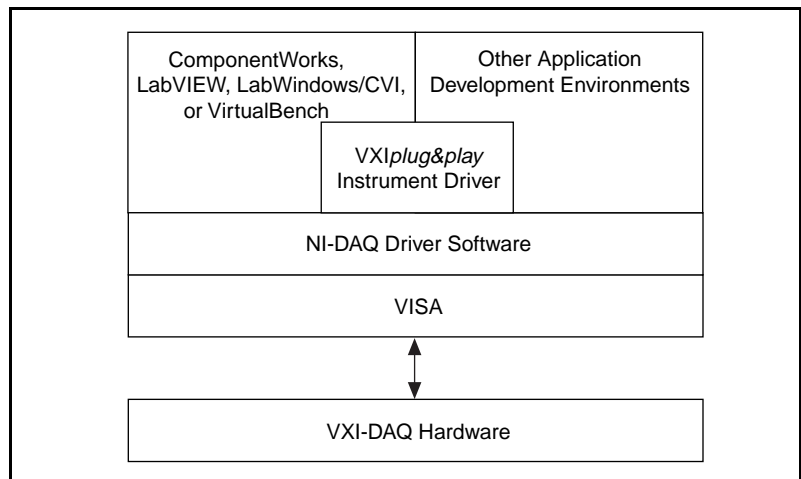 ComponentWorks,
LabVIEW, LabWindows/CVI,
or VirtualBench
Other Application
Development Environments
VXIplug&play
Instrument Driver
NI-DAQ Driver Software
VISA
VXI-DAQ Hardware